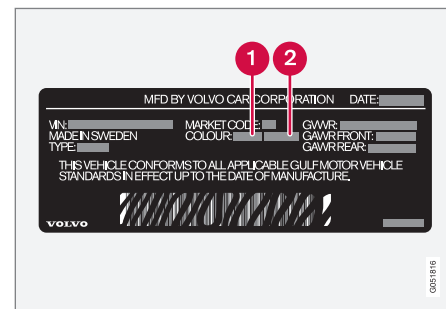 1 2
MFD BY VOLVO CAR CORPORATION DATE:
VIN: MARKET CODE: GVWR:
MADE IN SWEDEN COLOUR: GAWR FRONT:
TYPE: GAWR REAR:
THIS VEHICLE CONFORMS TO ALL APPLICABLE GULF MOTOR VEHICLE
STANDARDS IN EFFECT UP TO THE DATE OF MANUFACTURE.
VOLVO
G051816